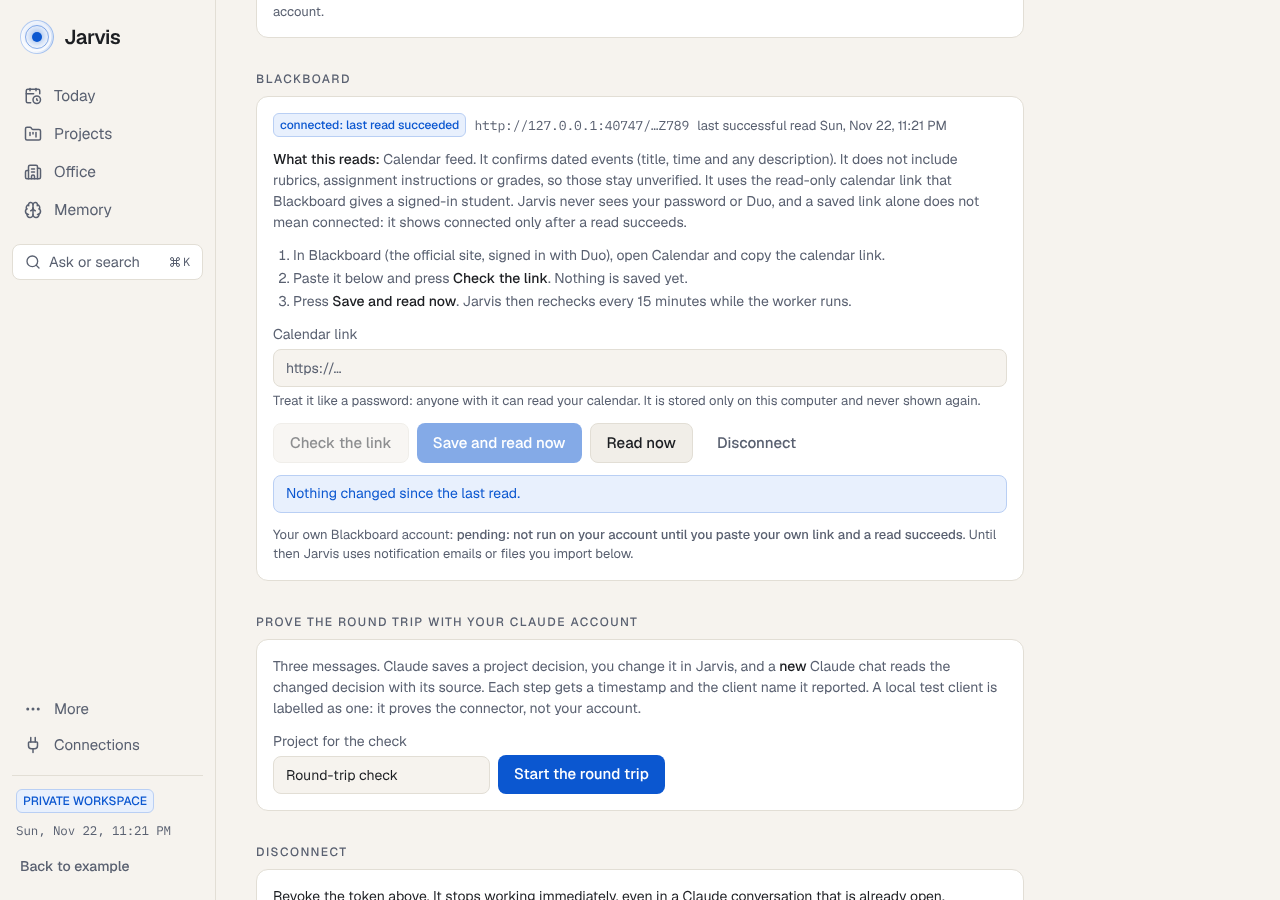 Jarvis
Today
Projects
Office
Memory
Ask or search ⌘K
More
Connections
PRIVATE WORKSPACE
Sun, Nov 22, 11:21 PM
Back to example
account.
BLACKBOARD
connected: last read succeeded http://127.0.0.1:40747/…Z789 last successful read Sun, Nov 22, 11:21 PM
What this reads: Calendar feed. It confirms dated events (title, time and any description). It does not include
rubrics, assignment instructions or grades, so those stay unverified. It uses the read-only calendar link that
Blackboard gives a signed-in student. Jarvis never sees your password or Duo, and a saved link alone does not
mean connected: it shows connected only after a read succeeds.
1. In Blackboard (the official site, signed in with Duo), open Calendar and copy the calendar link.
2. Paste it below and press Check the link. Nothing is saved yet.
3. Press Save and read now. Jarvis then rechecks every 15 minutes while the worker runs.
Calendar link
https://…
Treat it like a password: anyone with it can read your calendar. It is stored only on this computer and never shown again.
Check the link Save and read now Read now Disconnect
Nothing changed since the last read.
Your own Blackboard account: pending: not run on your account until you paste your own link and a read succeeds. Until
then Jarvis uses notification emails or files you import below.
PROVE THE ROUND TRIP WITH YOUR CLAUDE ACCOUNT
Three messages. Claude saves a project decision, you change it in Jarvis, and a new Claude chat reads the
changed decision with its source. Each step gets a timestamp and the client name it reported. A local test client is
labelled as one: it proves the connector, not your account.
Project for the check
Round-trip check Start the round trip
DISCONNECT
Revoke the token above. It stops working immediately, even in a Claude conversation that is already open.